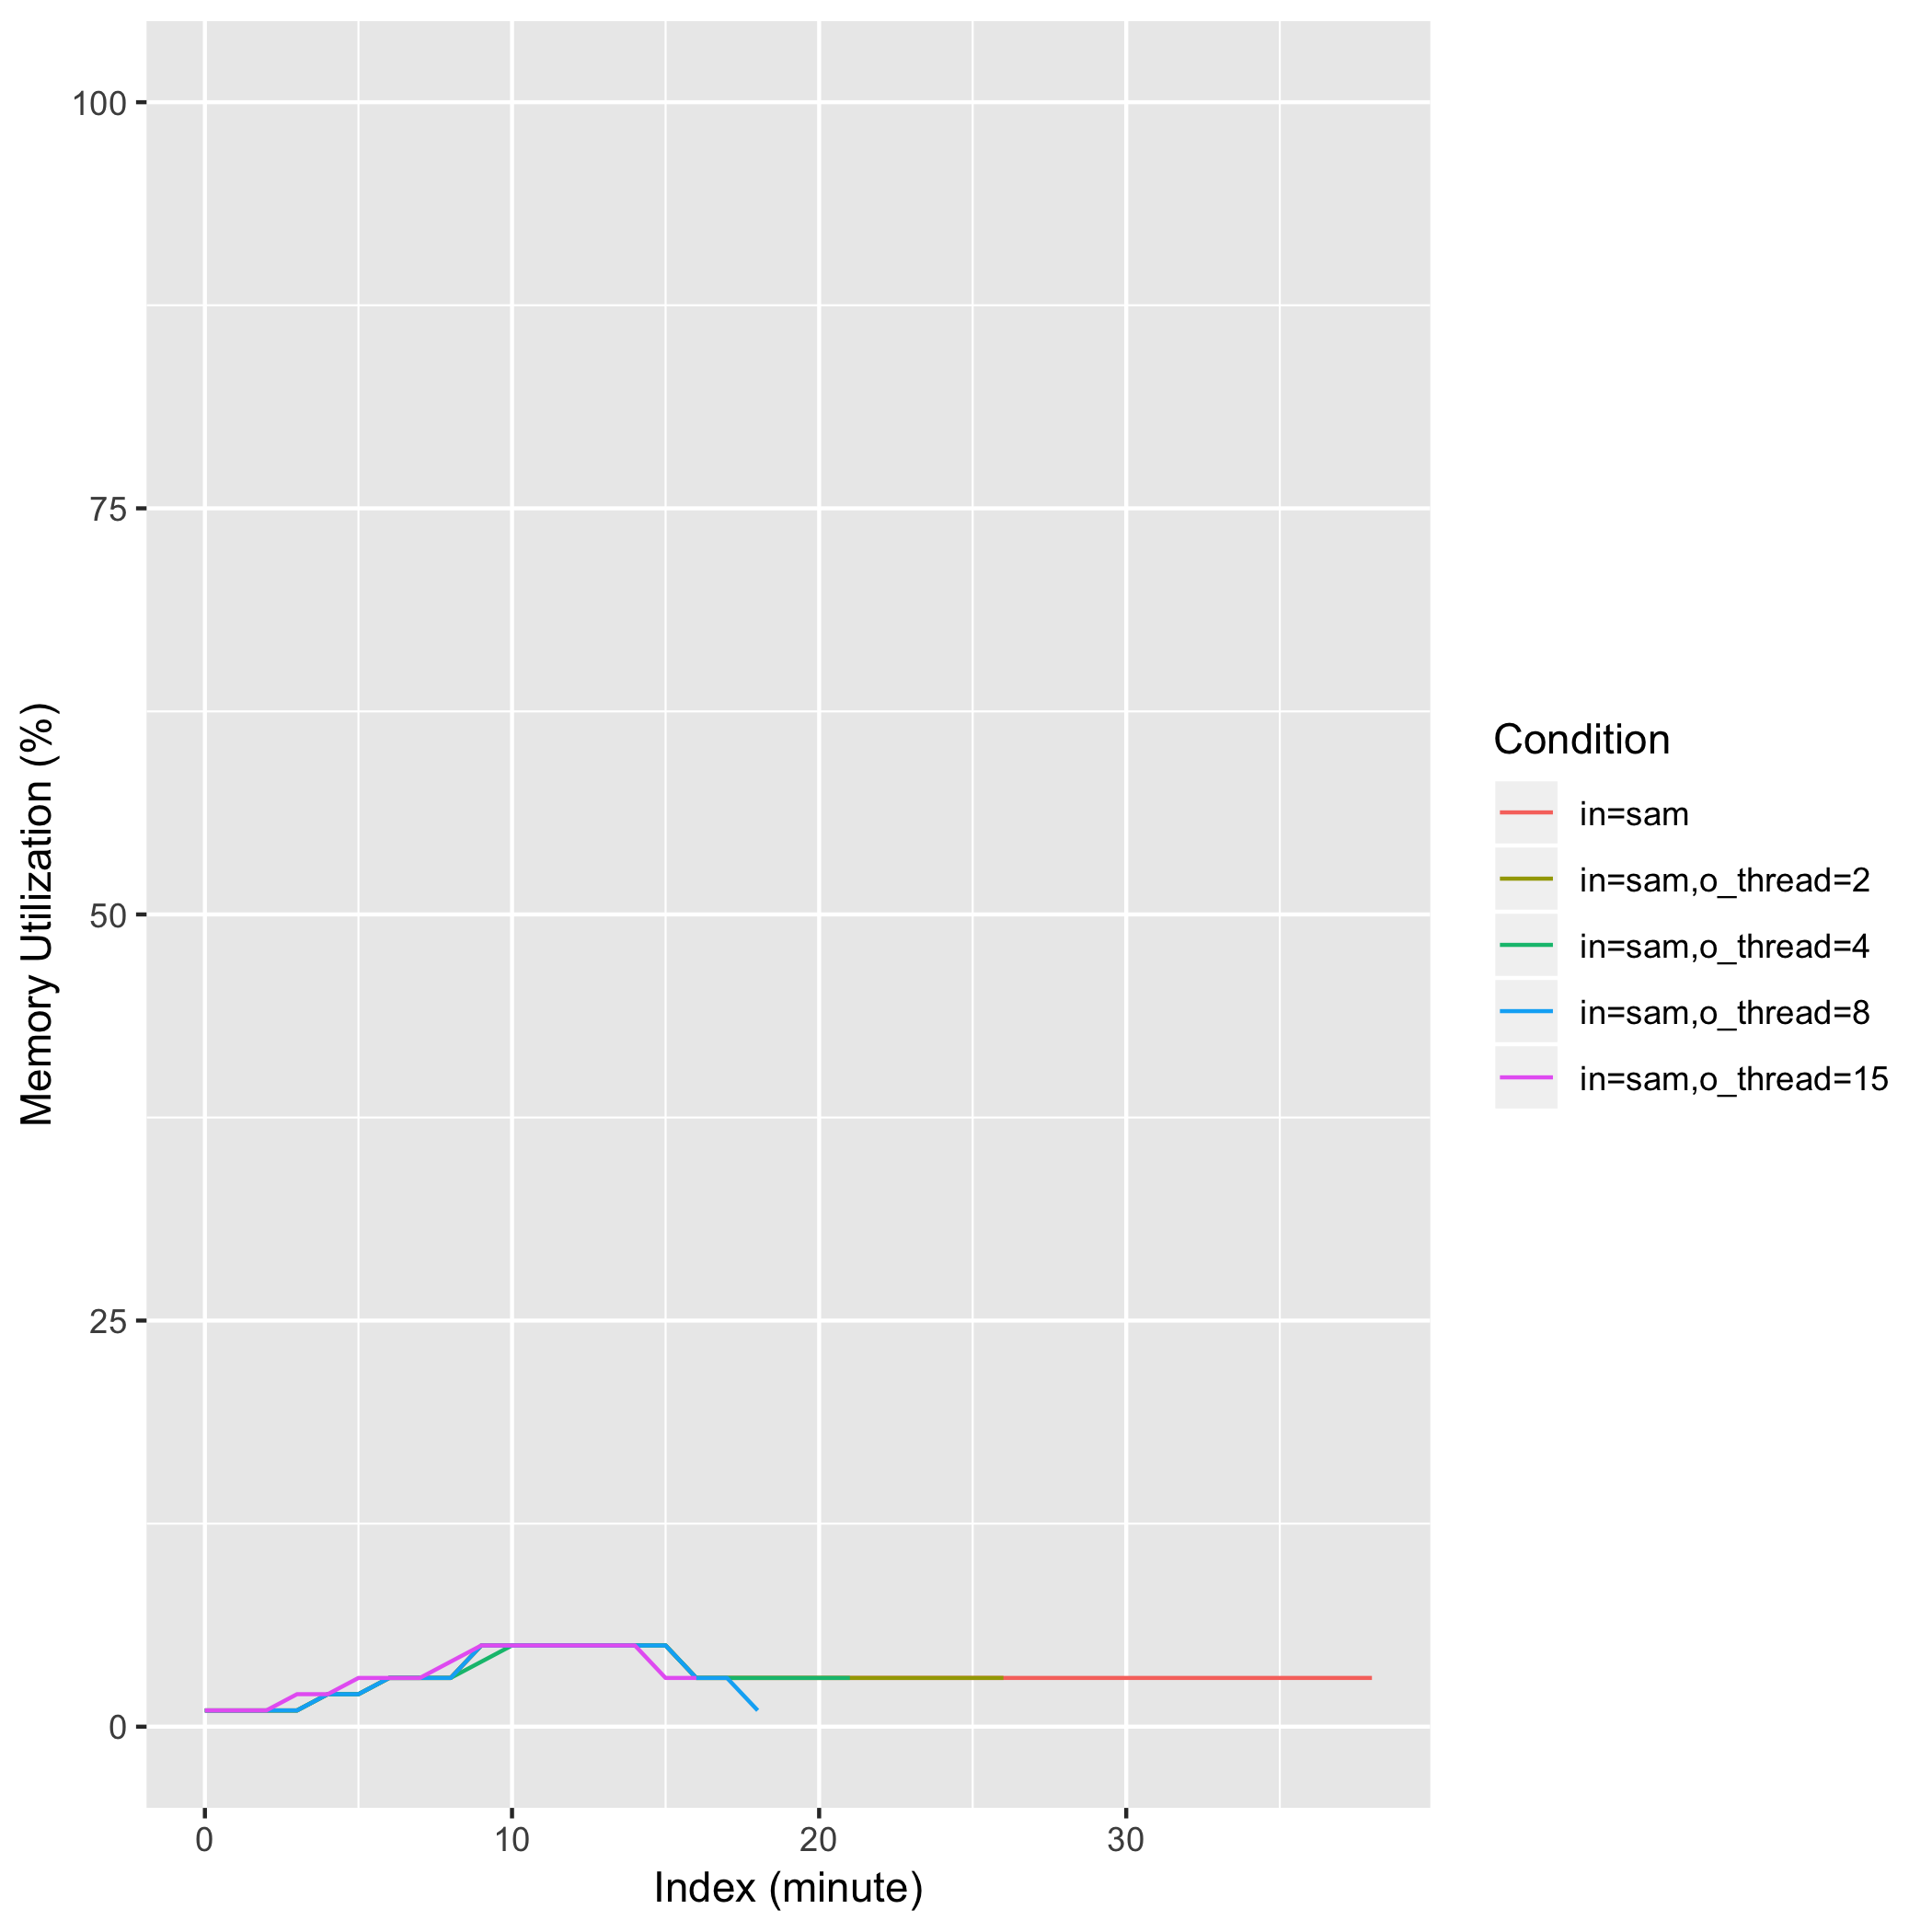 100
75
50
25
0
Memory Utilization (%)
0 10 20 30
Index (minute)
Condition
in=sam
in=sam,o_thread=2
in=sam,o_thread=4
in=sam,o_thread=8
in=sam,o_thread=15